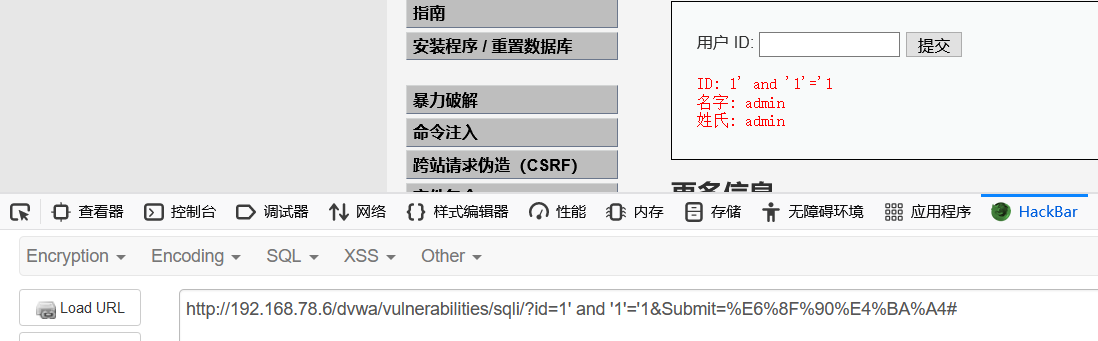 指南
安装程序 / 重置数据库
暴力破解
命令注入
跨站请求伪造（CSRF）
用户 ID:
提交
ID: 1' and '1'='1
名字: admin
姓氏: admin
更多信息
查看器 控制台 调试器 网络 样式编辑器 性能 内存 存储 无障碍环境 应用程序 HackBar
Encryption Encoding SQL XSS Other
Load URL
http://192.168.78.6/dvwa/vulnerabilities/sqli/?id=1' and '1'='1&Submit=%E6%8F%90%E4%BA%A4#